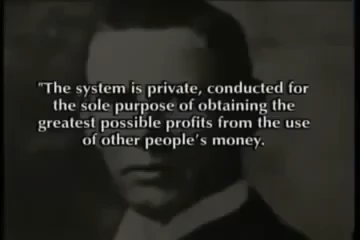 "The system is private, conducted for
the sole purpose of obtaining the
greatest possible profits from the use
of other people's money.